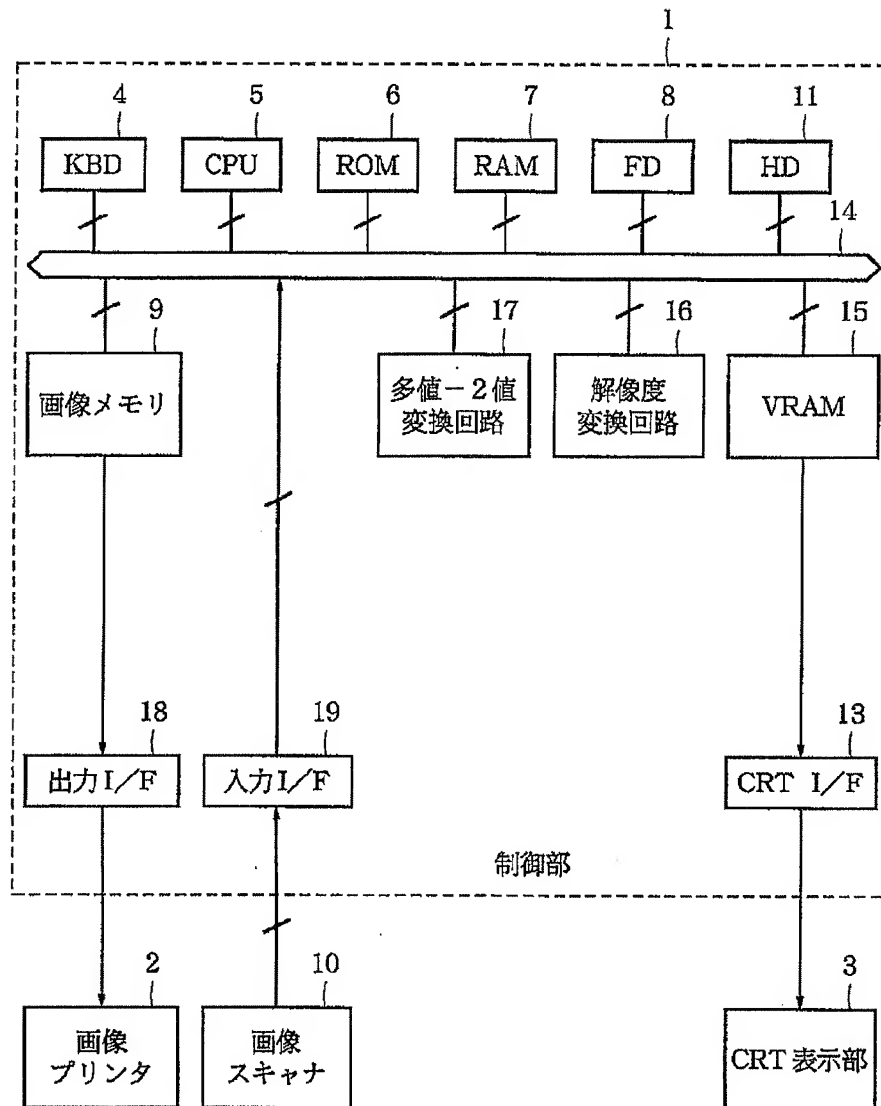 1
4 5 6 7 8 11
KBD CPU ROM RAM FD HD
14
9 17 16 15
画像メモリ
多値-2値
変換回路
解像度
変換回路
VRAM
18 19 13
出力I/F 入力I/F CRT I/F
制御部
2 10 3
画像
プリンタ
画像
スキャナ
CRT 表示部